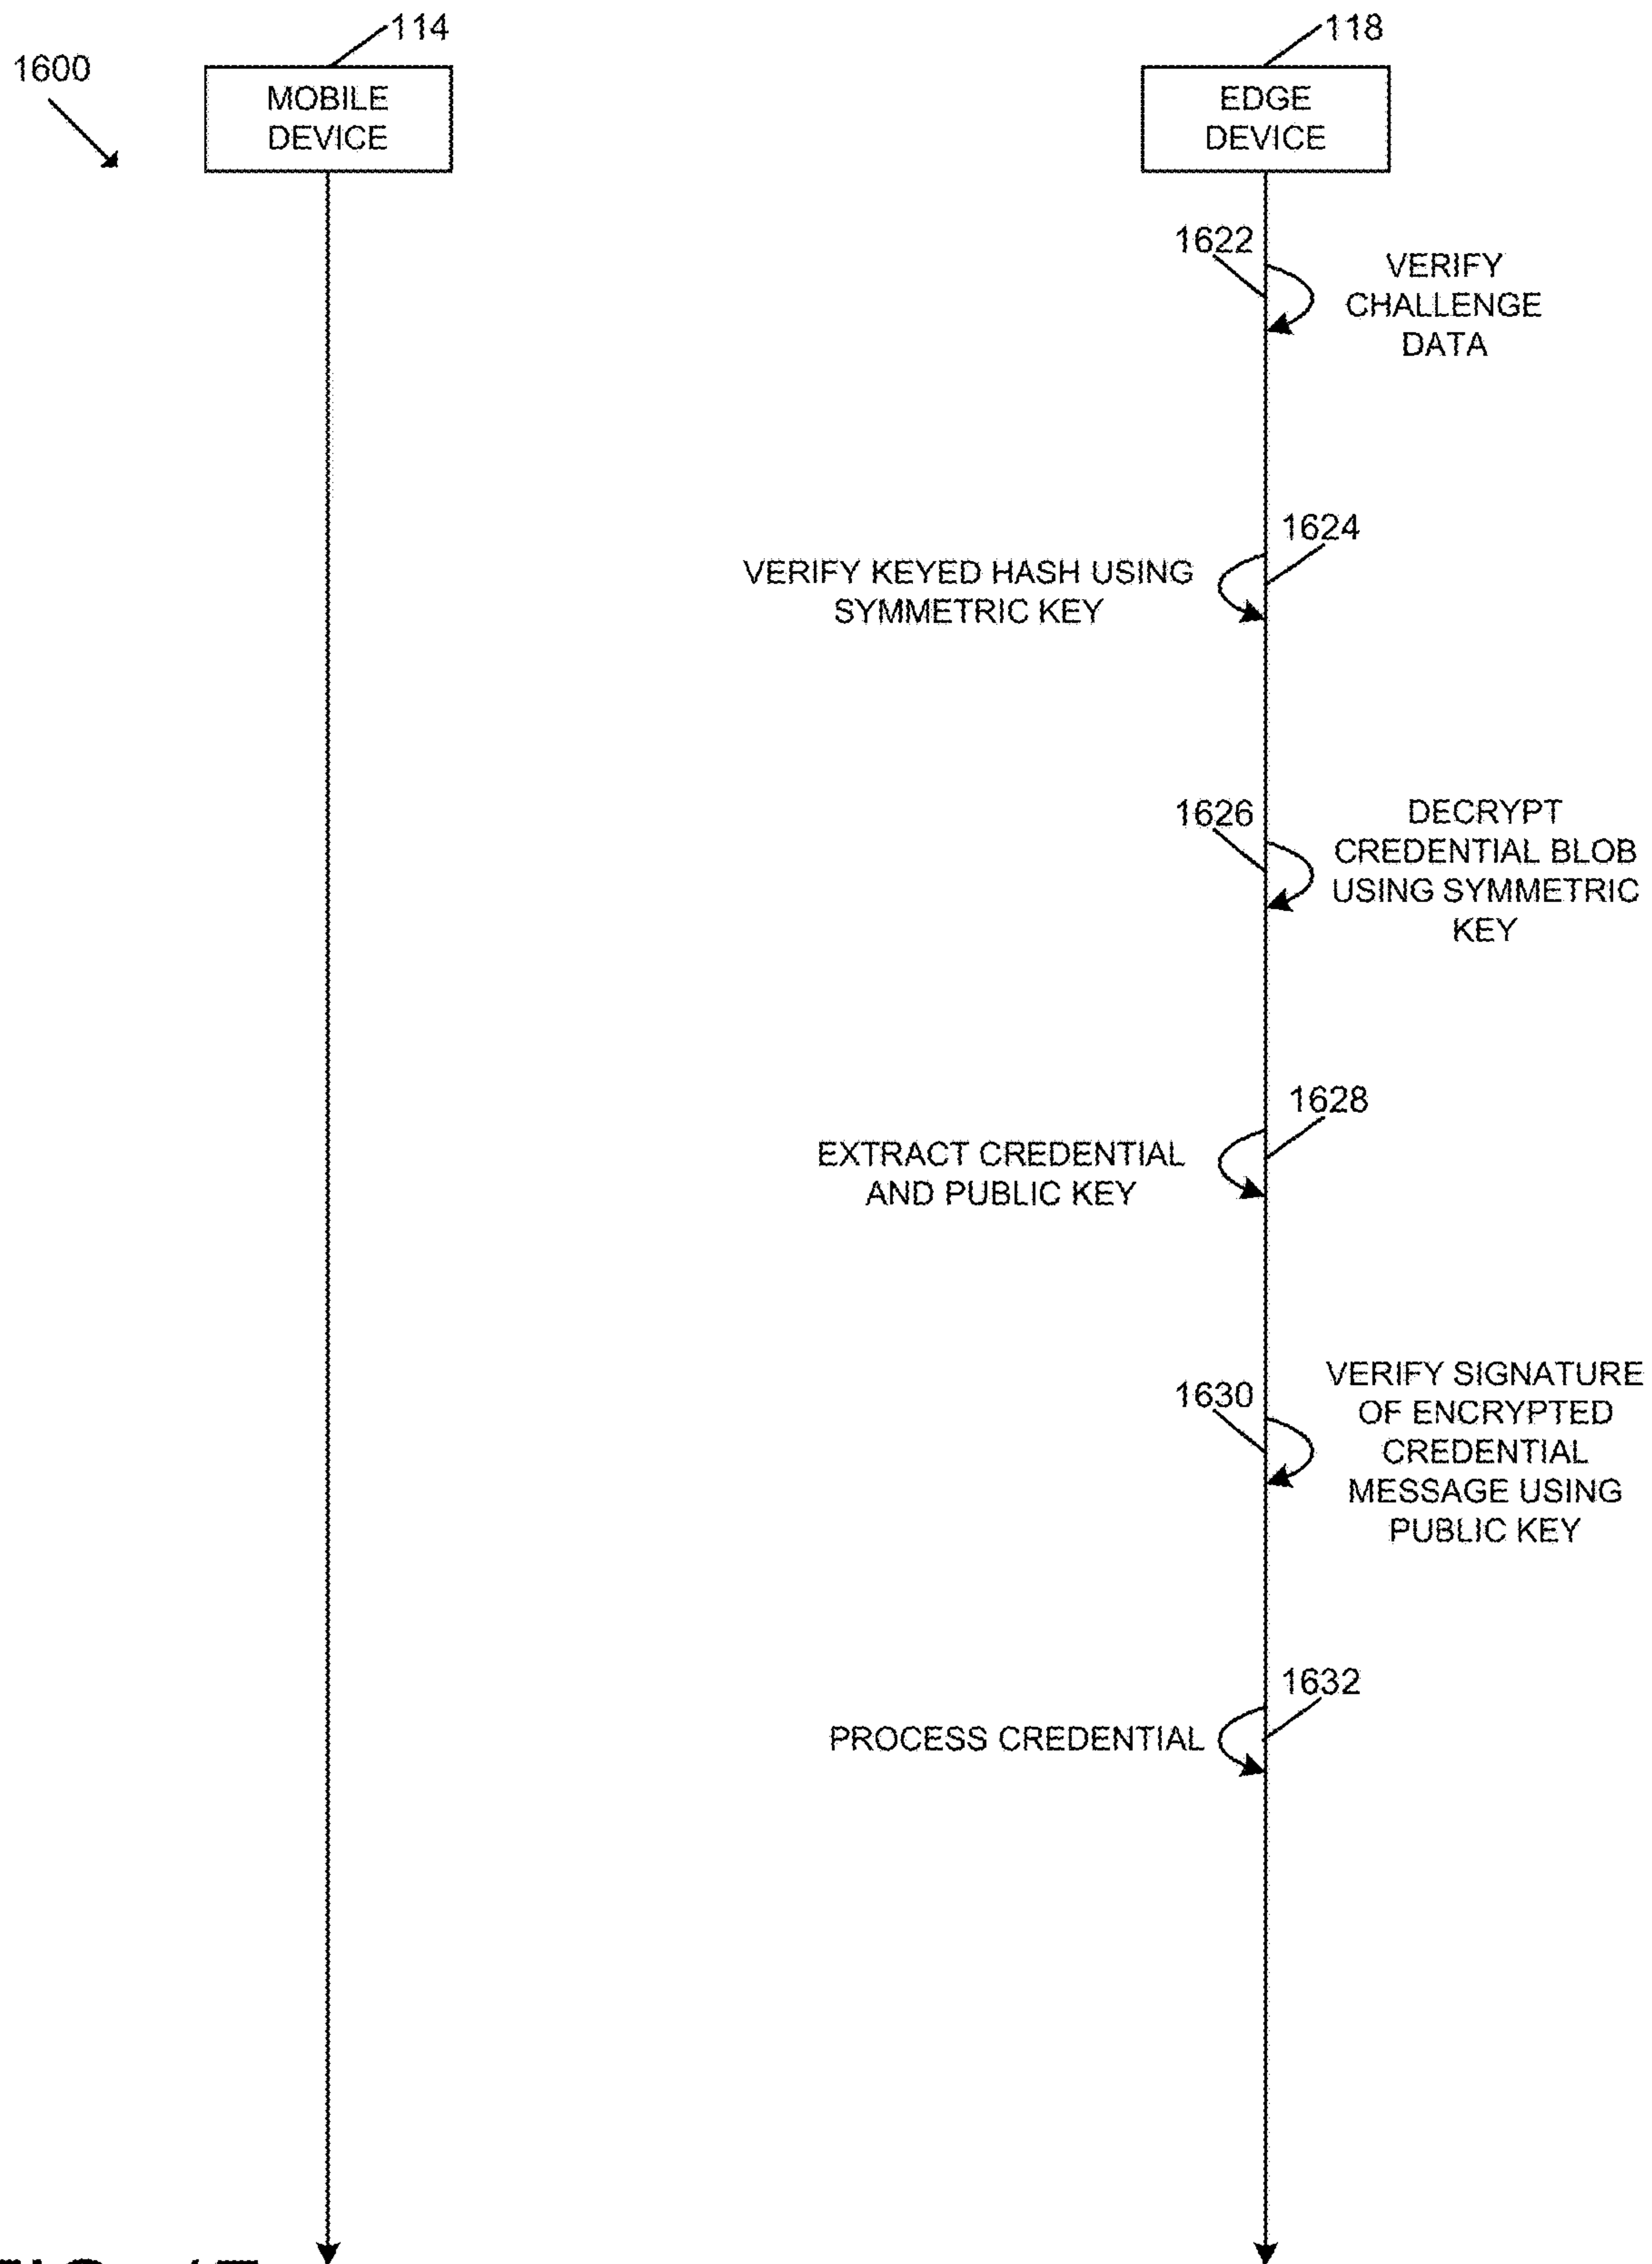 114
118
1600
MOBILE
DEVICE
EDGE
DEVICE
1622
VERIFY
CHALLENGE
DATA
1624
VERIFY KEYED HASH USING
SYMMETRIC KEY
1626
DECRYPT
CREDENTIAL BLOB
USING SYMMETRIC
KEY
1628
EXTRACT CREDENTIAL
AND PUBLIC KEY
1630
VERIFY SIGNATURE
OF ENCRYPTED
CREDENTIAL
MESSAGE USING
PUBLIC KEY
1632
PROCESS CREDENTIAL